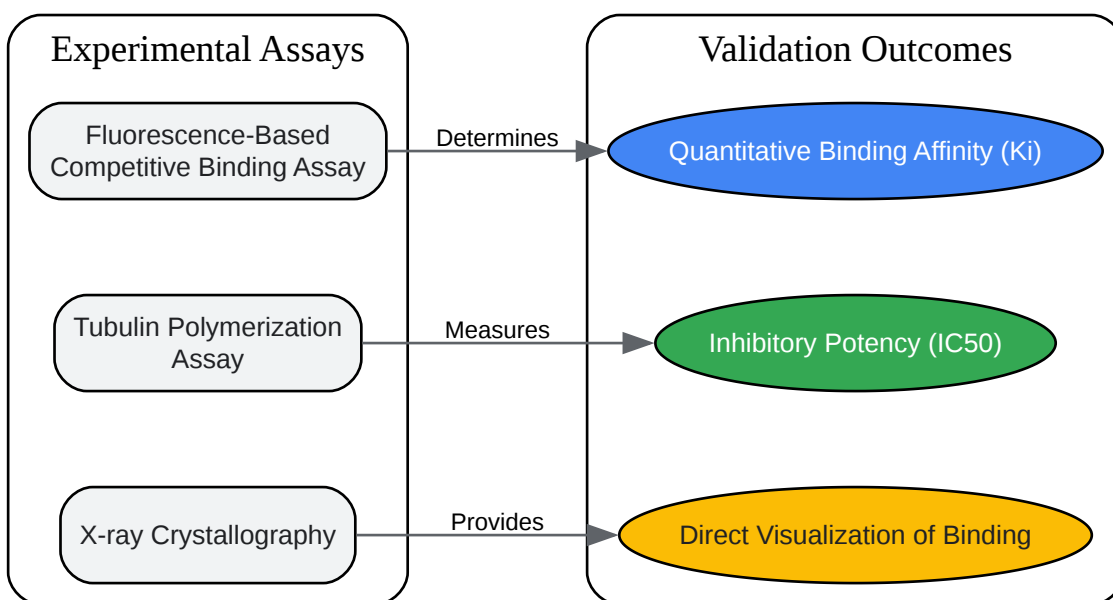 Experimental Assays
Validation Outcomes
Fluorescence-Based
Competitive Binding Assay
Determines
Quantitative Binding Affinity (Ki)
Tubulin Polymerization
Assay
Measures
Inhibitory Potency (IC50)
X-ray Crystallography
Provides
Direct Visualization of Binding